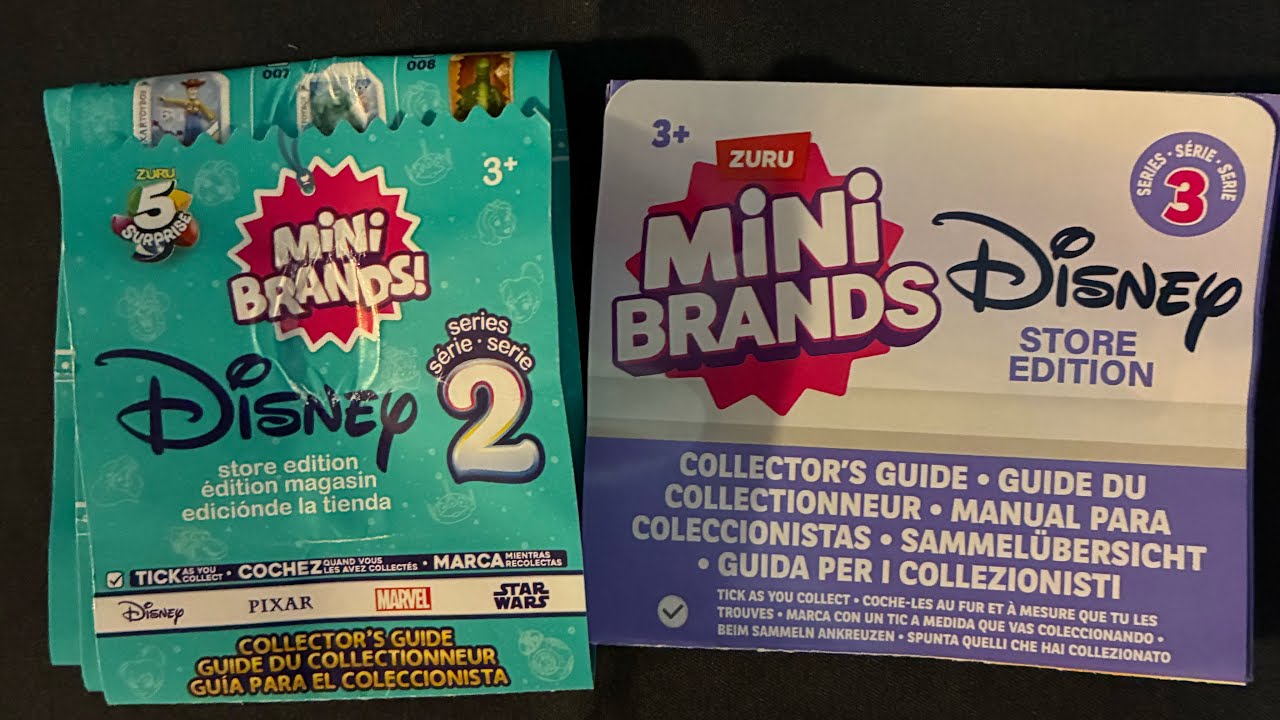 007
008
ZURU
5
SURPRISE
3+
MiNi
BRANDS!
DISNEY
series
série · serie
2
store edition
édition magasin
ediciónde la tienda
TICK AS YOU COLLECT · COCHEZ QUAND VOUS LES AVEZ COLLECTÉS · MARCA MIENTRAS RECOLECTAS
DISNEY PIXAR MARVEL STAR WARS
COLLECTOR'S GUIDE
GUIDE DU COLLECTIONNEUR
GUÍA PARA EL COLECCIONISTA
3+
ZURU
MiNi
BRANDS
DISNEY
STORE
EDITION
SERIES · SÉRIE · SERIE
3
COLLECTOR'S GUIDE • GUIDE DU
COLLECTIONNEUR • MANUAL PARA
COLECCIONISTAS • SAMMELÜBERSICHT
• GUIDA PER I COLLEZIONISTI
TICK AS YOU COLLECT • COCHE-LES AU FUR ET À MESURE QUE TU LES
TROUVES • MARCA CON UN TIC A MEDIDA QUE VAS COLECCIONANDO •
BEIM SAMMELN ANKREUZEN • SPUNTA QUELLI CHE HAI COLLEZIONATO